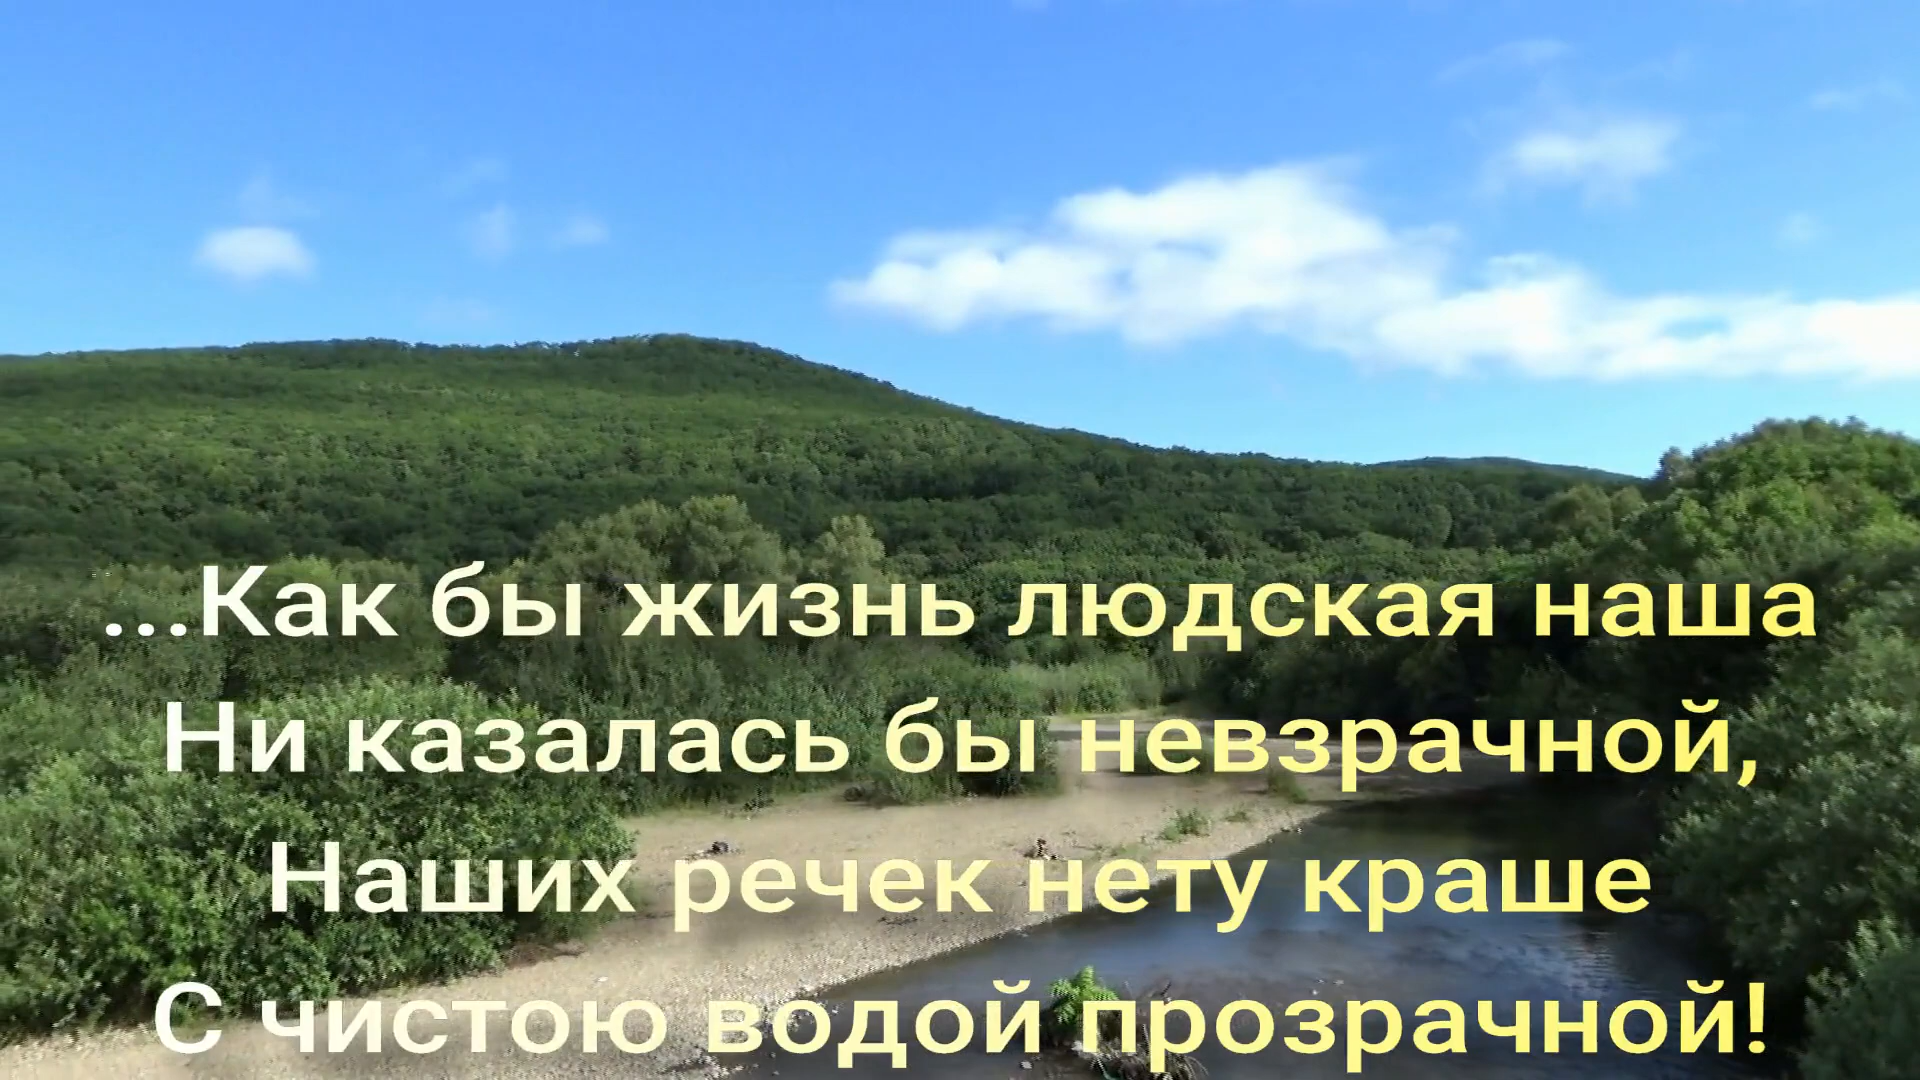 ...Как бы жизнь людская наша
Ни казалась бы невзрачной,
Наших речек нету краше
С чистою водой прозрачной!